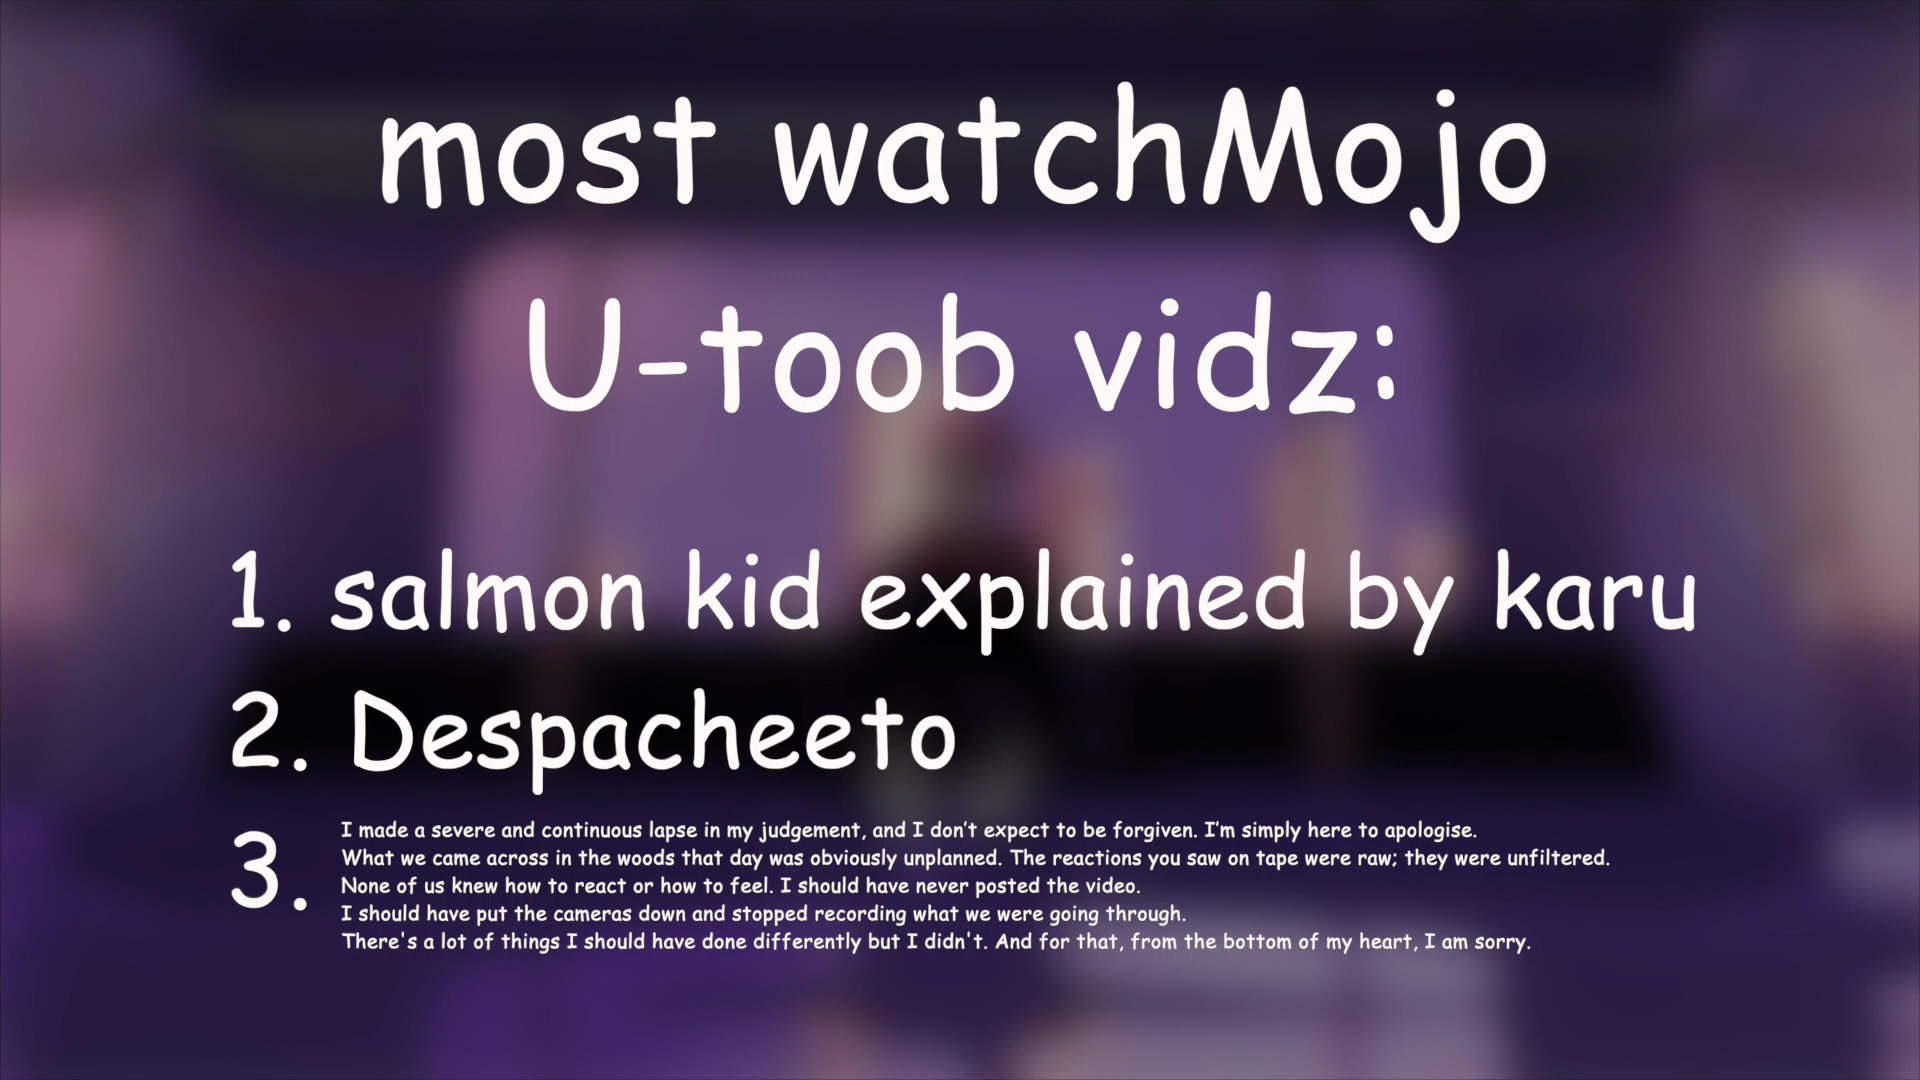 most watchMojo
U-toob vidz:
1. salmon kid explained by karu
2. Despacheeto
3. I made a severe and continuous lapse in my judgement, and I don't expect to be forgiven. I'm simply here to apologise.
What we came across in the woods that day was obviously unplanned. The reactions you saw on tape were raw; they were unfiltered.
None of us knew how to react or how to feel. I should have never posted the video.
I should have put the cameras down and stopped recording what we were going through.
There's a lot of things I should have done differently but I didn't. And for that, from the bottom of my heart, I am sorry.